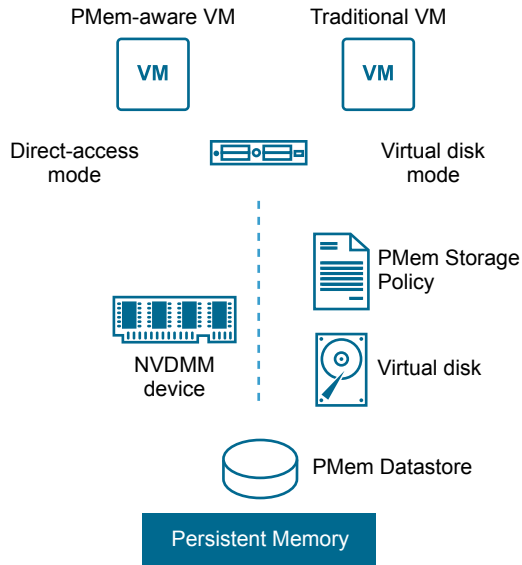 PMem-aware VM
Traditional VM
VM
VM
Direct-access
mode
Virtual disk
mode
PMem Storage
Policy
NVDMM
device
Virtual disk
PMem Datastore
Persistent Memory